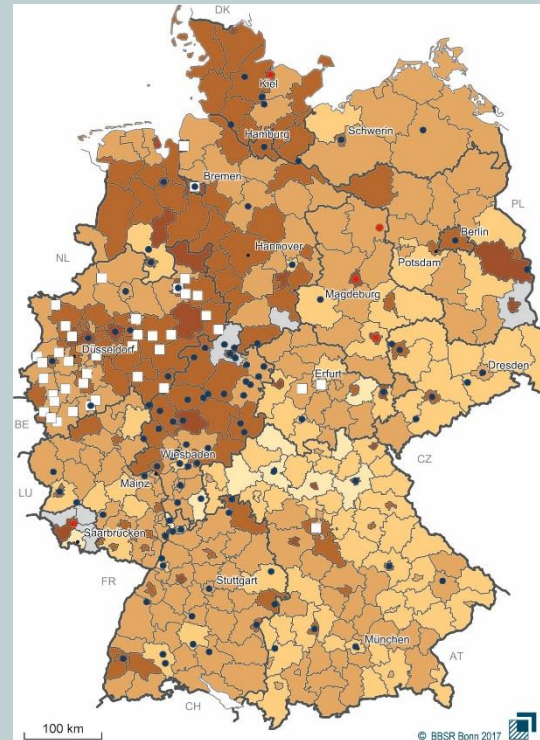 DK
Kiel
Hamburg
Schwerin
Bremen
PL
Berlin
Hannover
Potsdam
NL
Magdeburg
Düsseldorf
Erfurt
Dresden
BE
Wiesbaden
CZ
LU
Mainz
Saarbrücken
FR
Stuttgart
München
AT
CH
100 km
© BBSR Bonn 2017